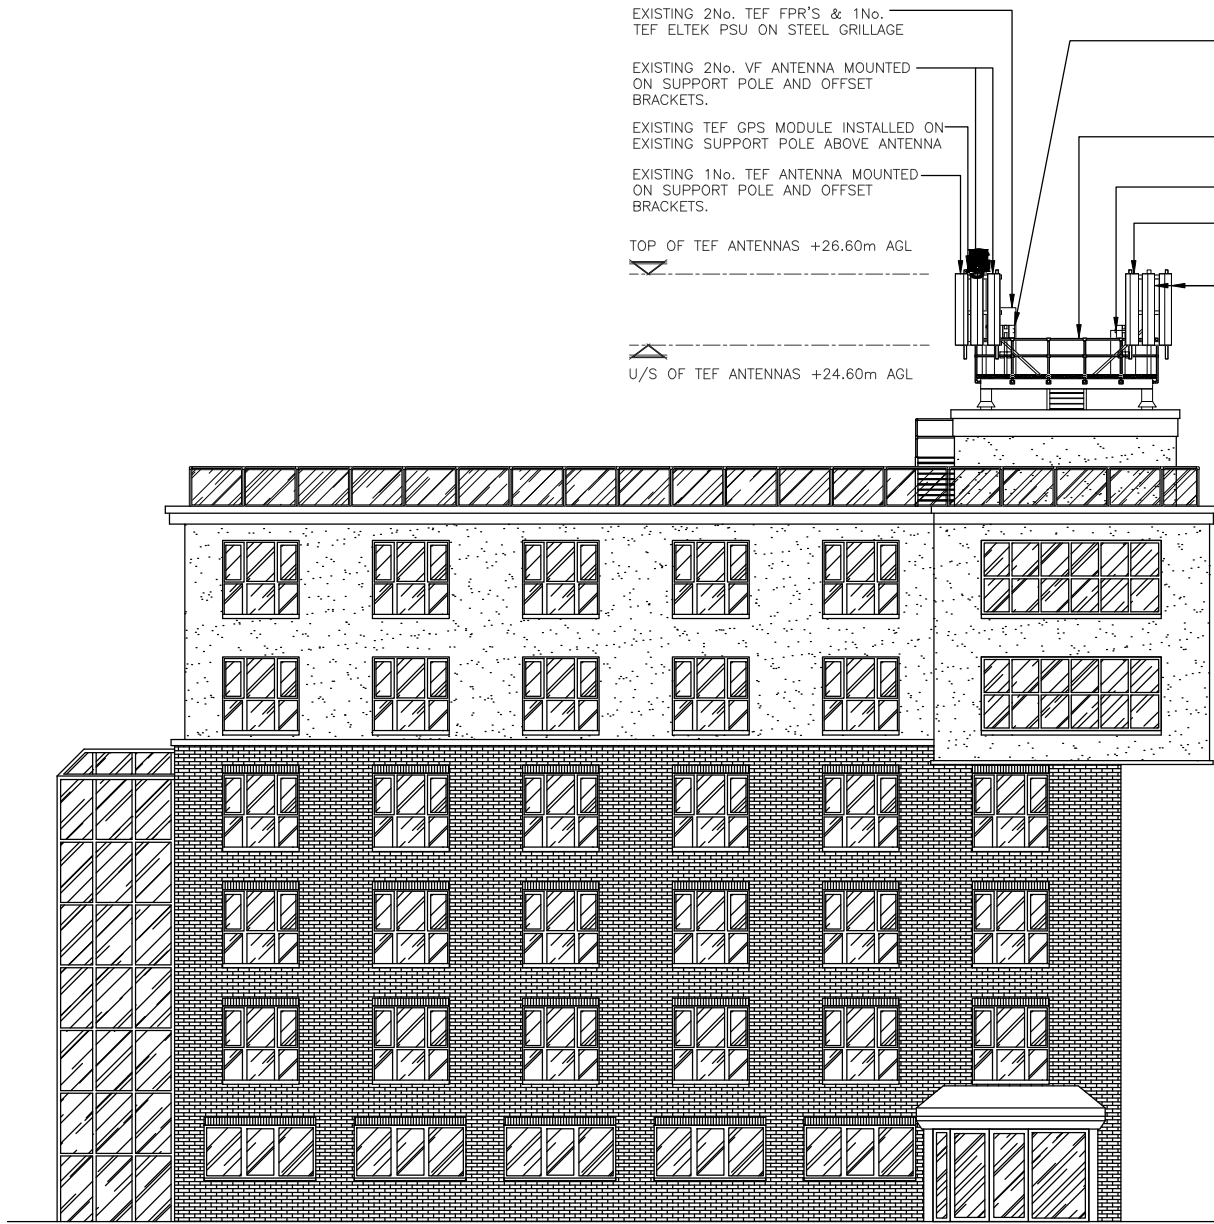 EXISTING 2No. TEF FPR'S & 1No.
TEF ELTEK PSU ON STEEL GRILLAGE
EXISTING 2No. VF ANTENNA MOUNTED
ON SUPPORT POLE AND OFFSET
BRACKETS.
EXISTING TEF GPS MODULE INSTALLED ON
EXISTING SUPPORT POLE ABOVE ANTENNA
EXISTING 1No. TEF ANTENNA MOUNTED
ON SUPPORT POLE AND OFFSET
BRACKETS.
TOP OF TEF ANTENNAS +26.60m AGL
U/S OF TEF ANTENNAS +24.60m AGL